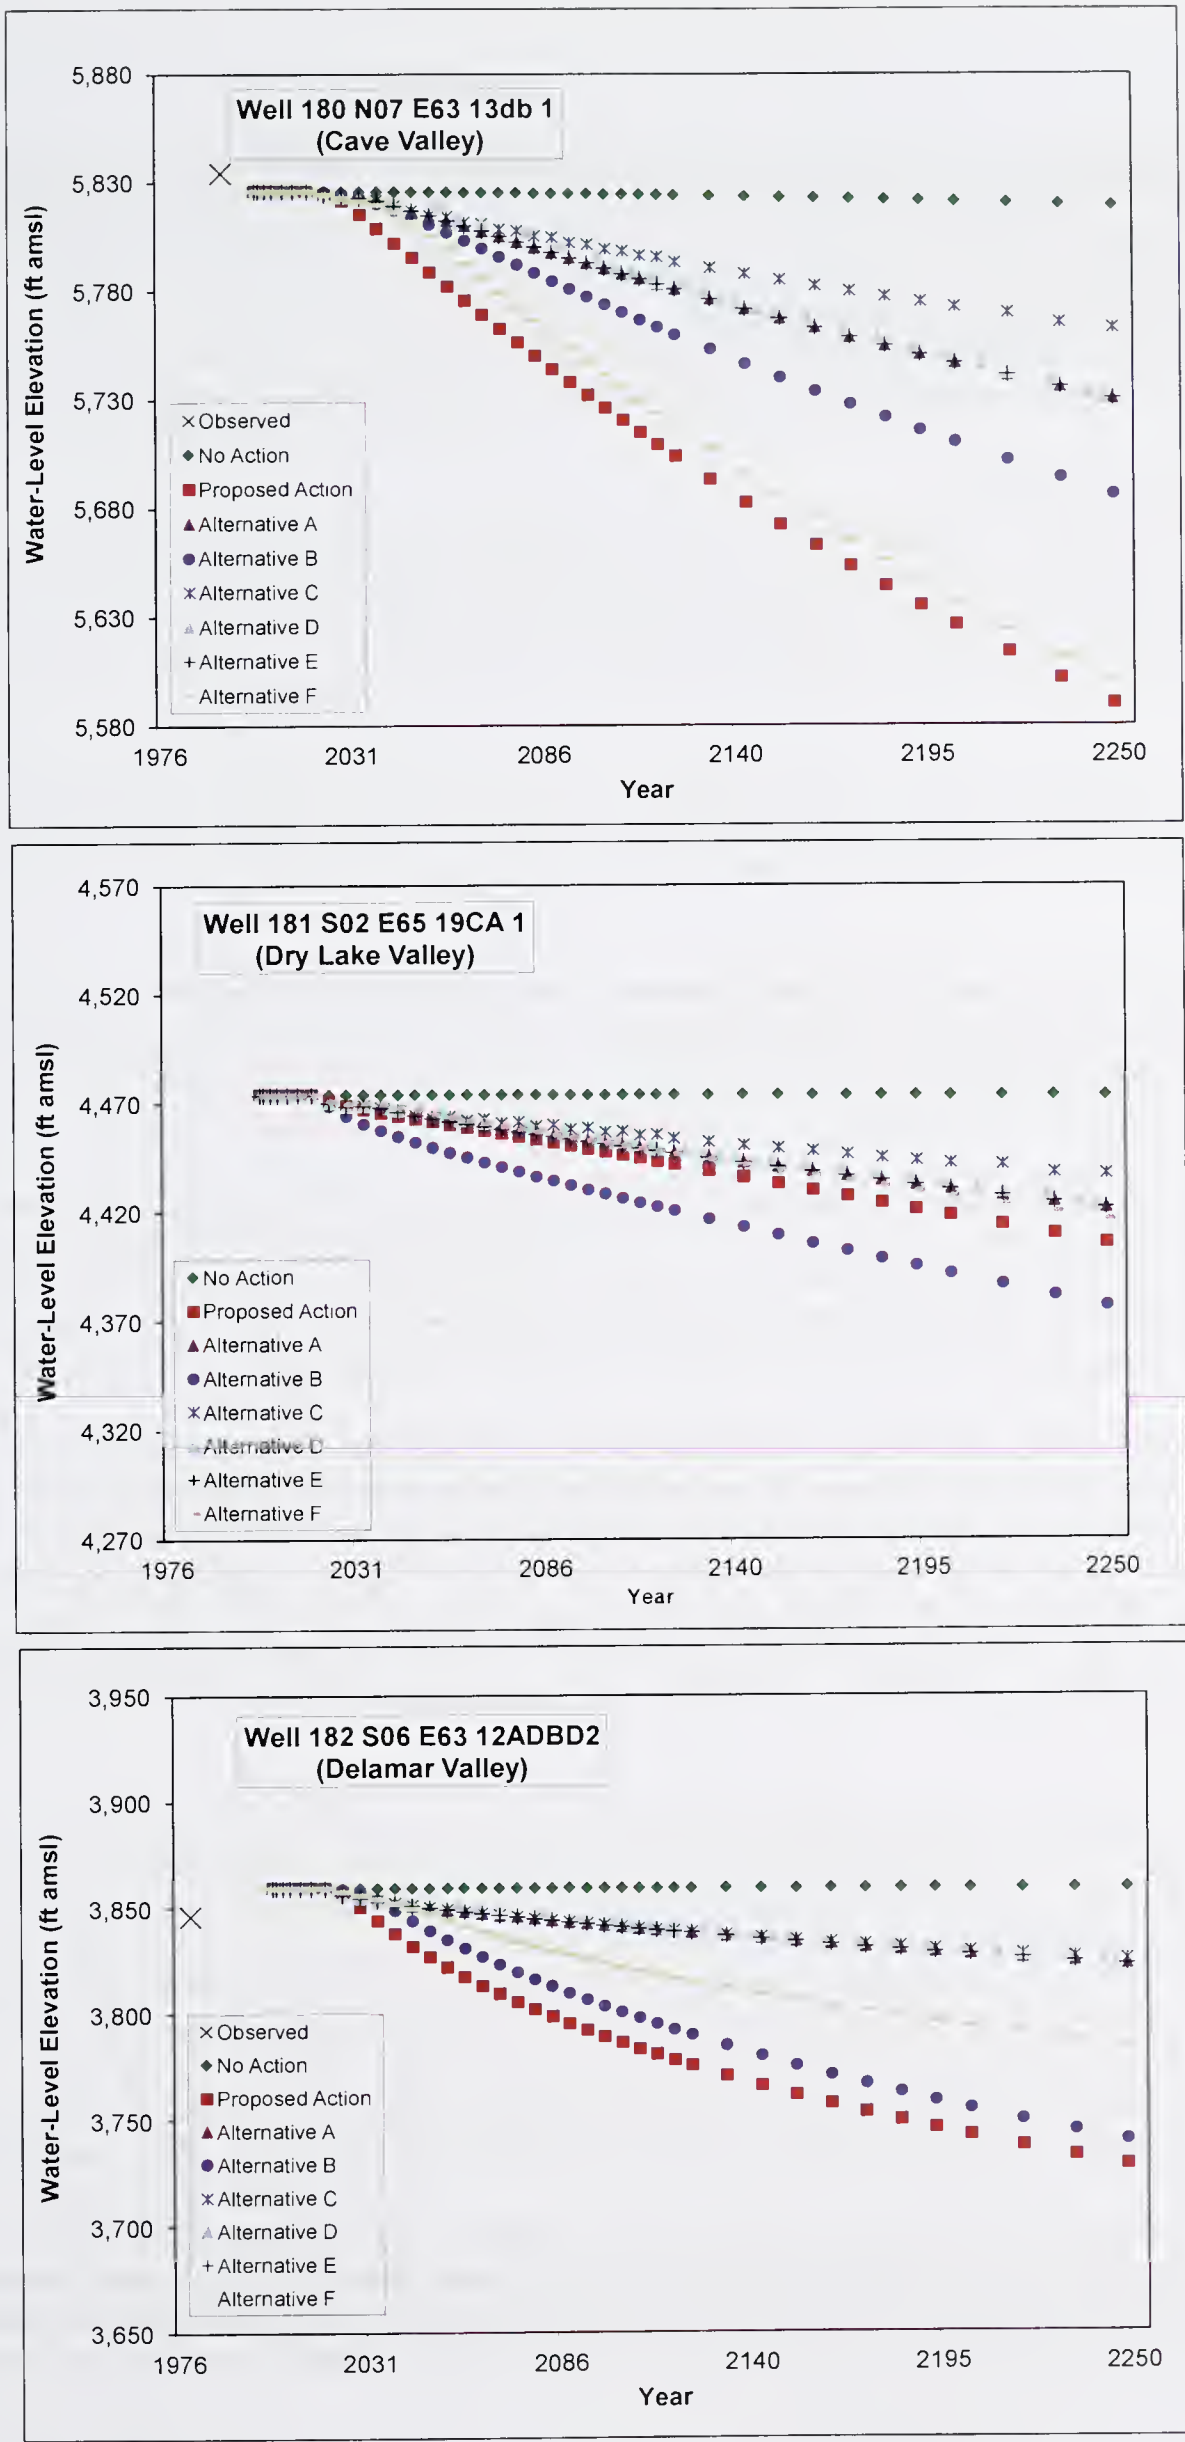 Well 180 N07 E63 13db 1
(Cave Valley)
Water-Level Elevation (ft amsl)
5,880
5,830
5,780
5,730
5,680
5,630
5,580
Observed
No Action
Proposed Action
Alternative A
Alternative B
Alternative C
Alternative D
Alternative E
Alternative F
1976 2031 2086 2140 2195 2250
Year
Well 181 S02 E65 19CA 1
(Dry Lake Valley)
Water-Level Elevation (ft amsl)
4,570
4,520
4,470
4,420
4,370
4,320
4,270
No Action
Proposed Action
Alternative A
Alternative B
Alternative C
Alternative D
Alternative E
Alternative F
1976 2031 2086 2140 2195 2250
Year
Well 182 S06 E63 12ADBD2
(Delamar Valley)
Water-Level Elevation (ft amsl)
3,950
3,900
3,850
3,800
3,750
3,700
3,650
Observed
No Action
Proposed Action
Alternative A
Alternative B
Alternative C
Alternative D
Alternative E
Alternative F
1976 2031 2086 2140 2195 2250
Year